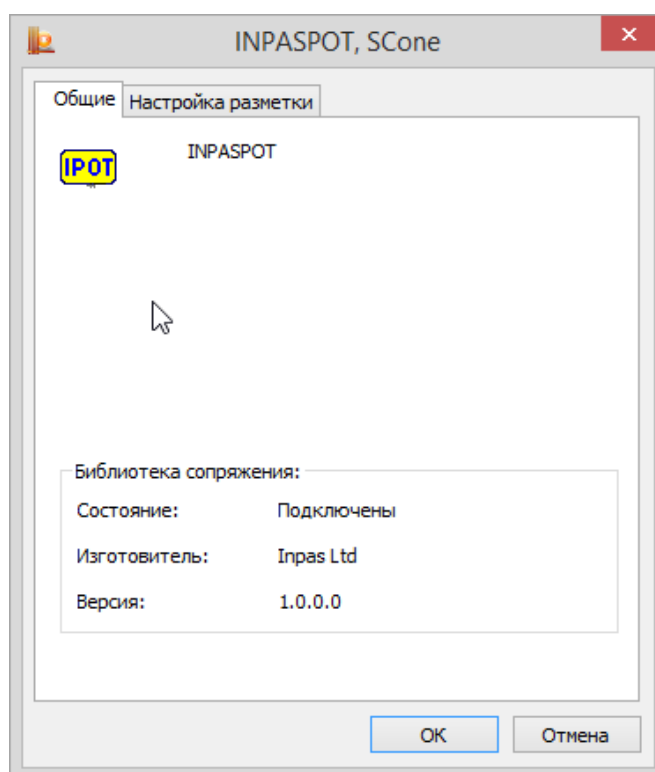 INPASPOT, SCone
Общие
Настройка разметки
IPOT
INPASPOT
Библиотека сопряжения:
Состояние: Подключены
Изготовитель: Inpas Ltd
Версия: 1.0.0.0
ОК
Отмена